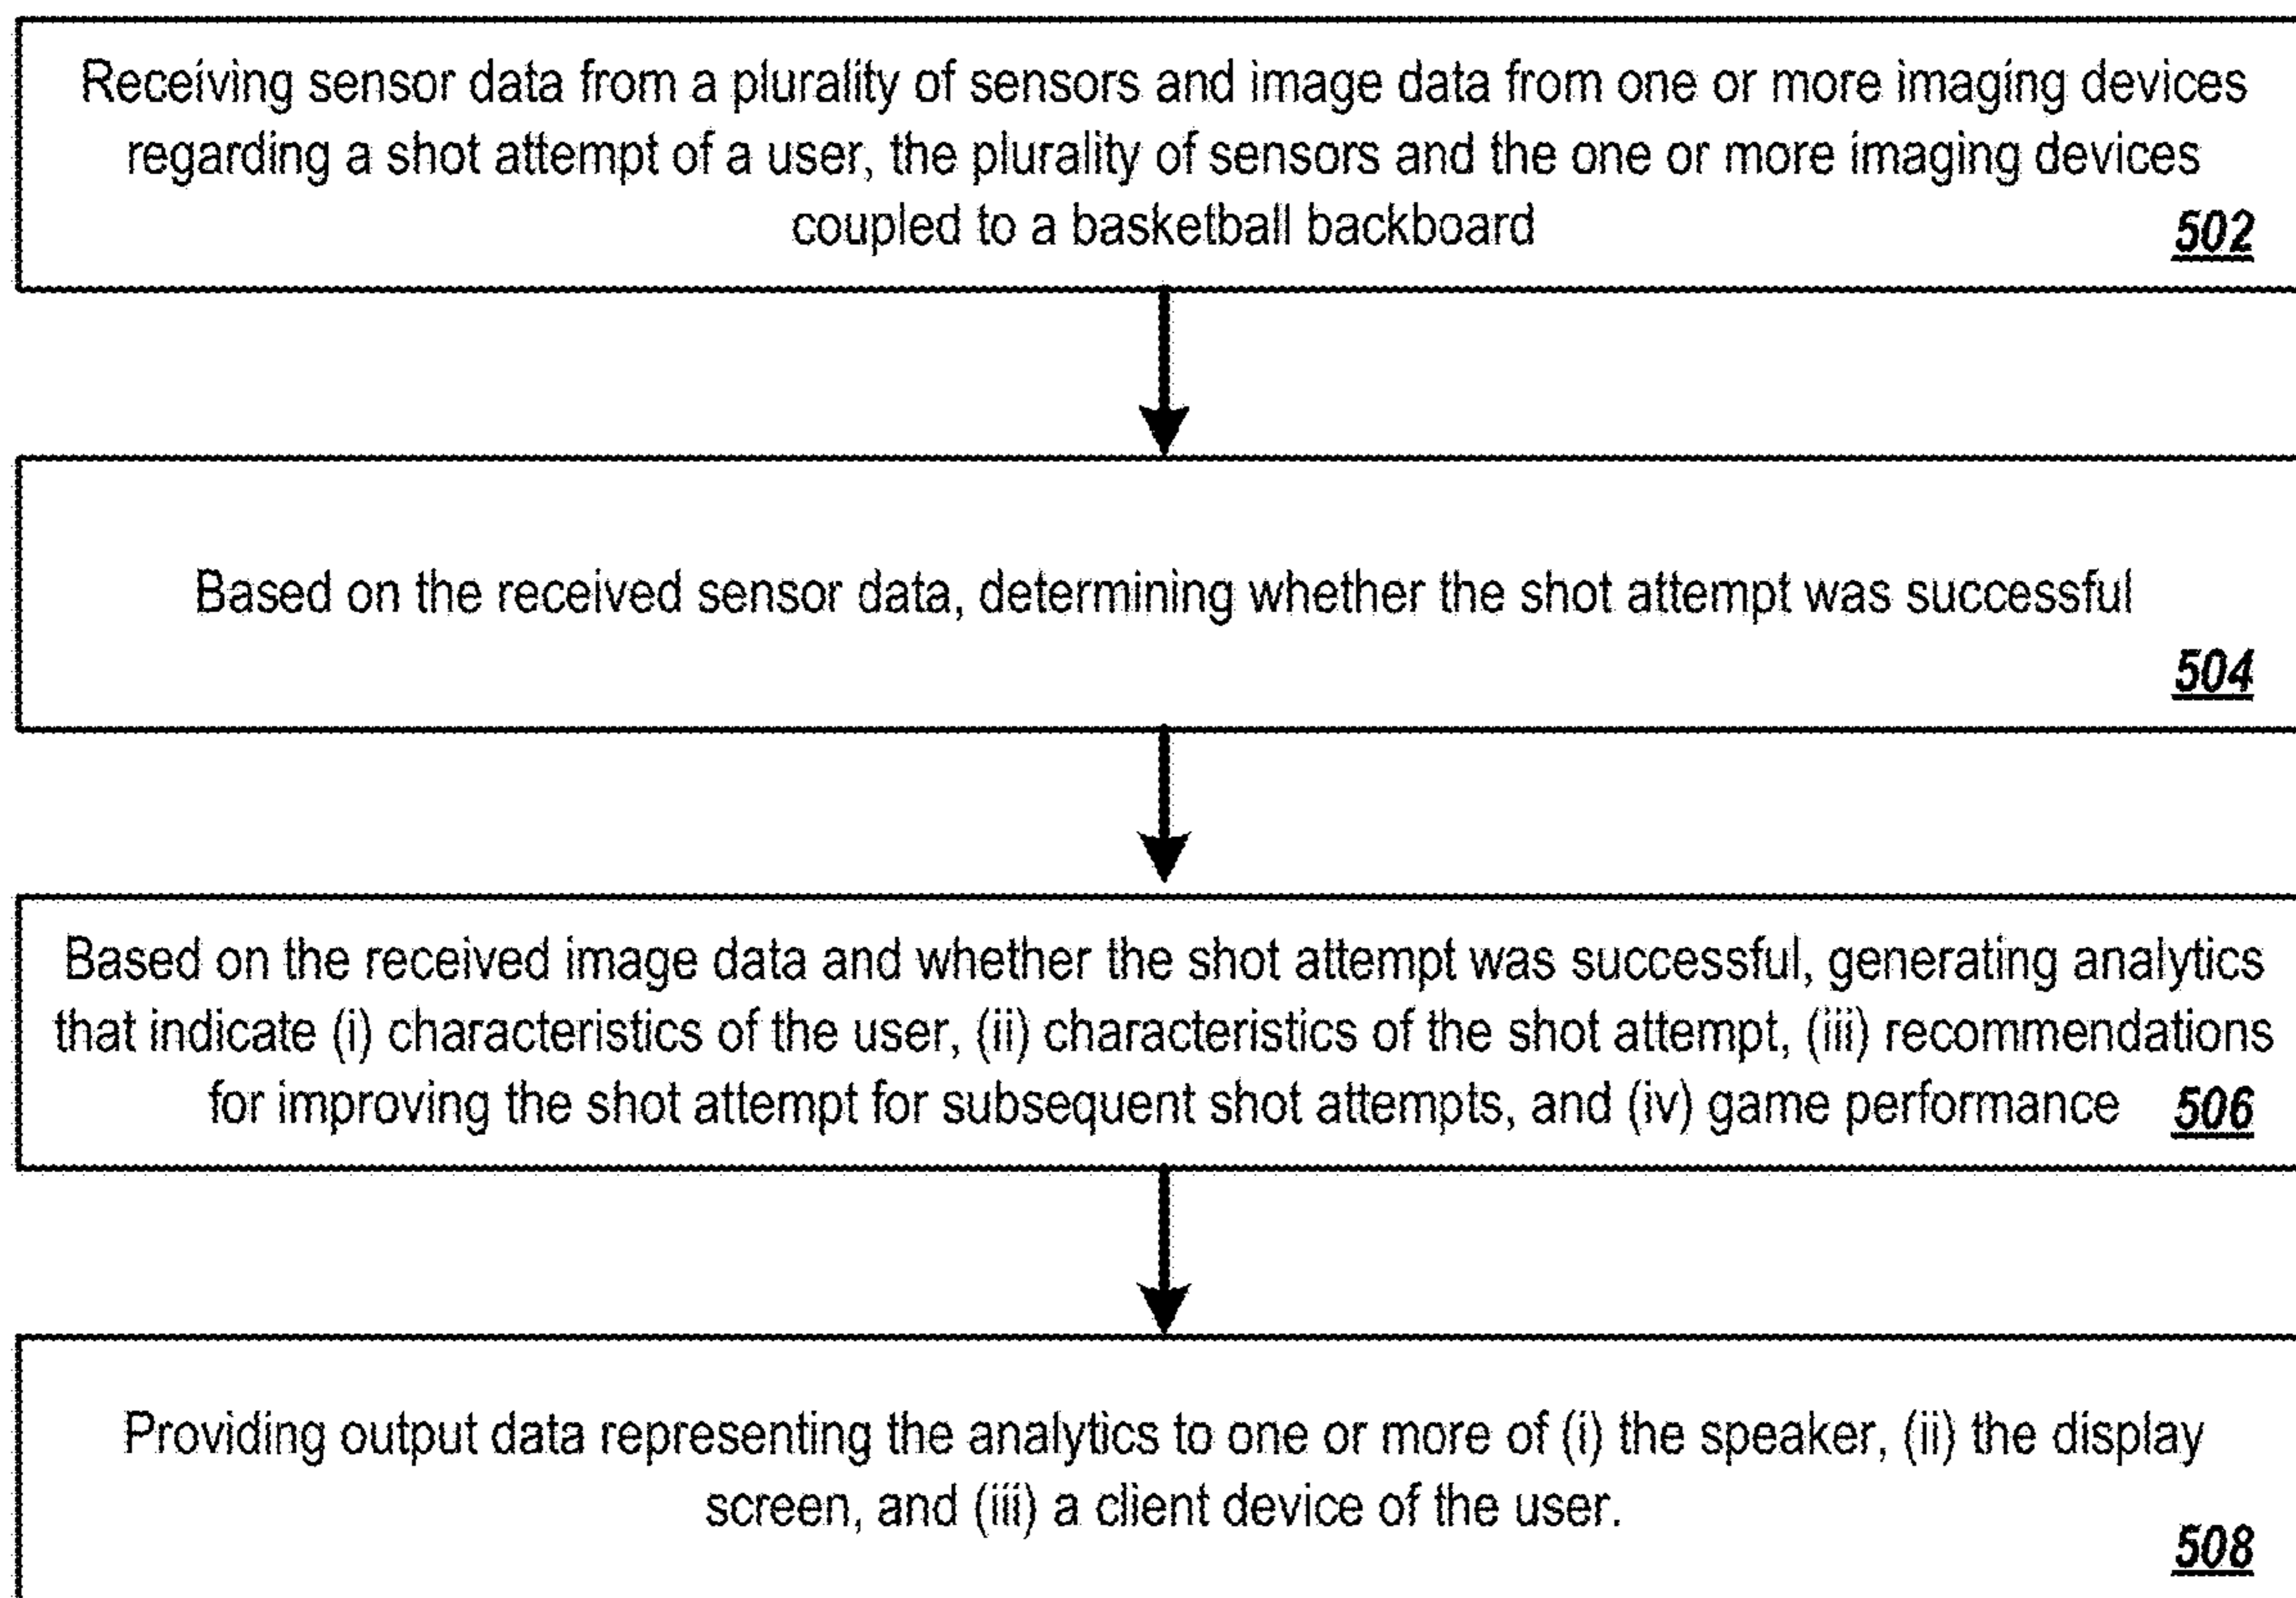 Receiving sensor data from a plurality of sensors and image data from one or more imaging devices
regarding a shot attempt of a user, the plurality of sensors and the one or more imaging devices
coupled to a basketball backboard
502
Based on the received sensor data, determining whether the shot attempt was successful
504
Based on the received image data and whether the shot attempt was successful, generating analytics
that indicate (i) characteristics of the user, (ii) characteristics of the shot attempt, (iii) recommendations
for improving the shot attempt for subsequent shot attempts, and (iv) game performance 506
Providing output data representing the analytics to one or more of (i) the speaker, (ii) the display
screen, and (iii) a client device of the user.
508